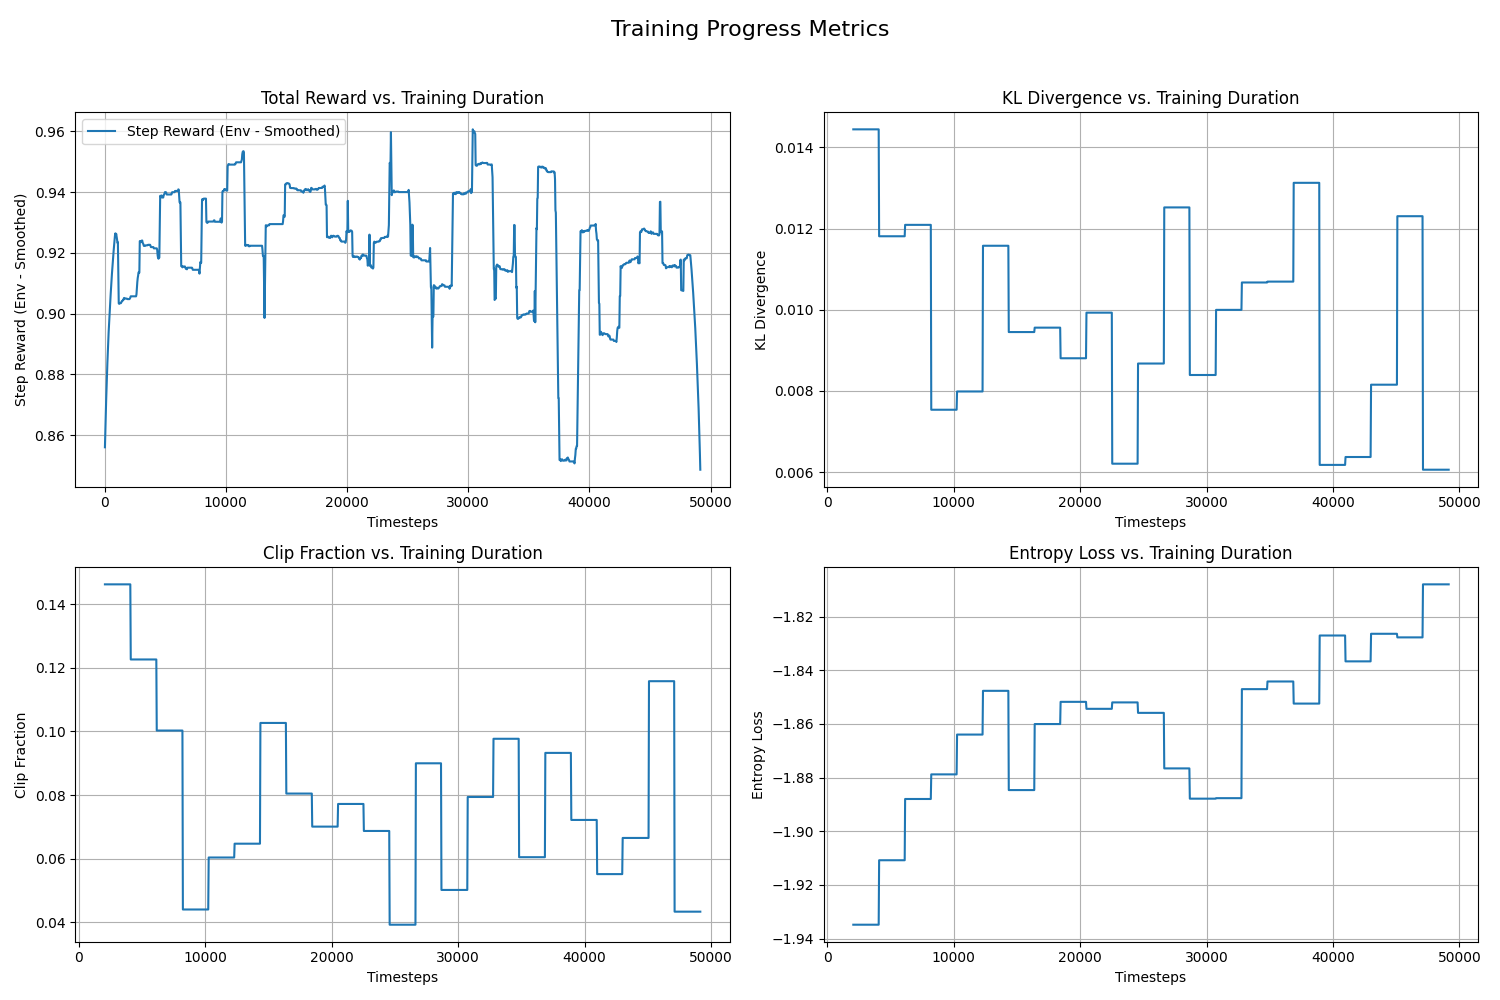 Training Progress Metrics
Total Reward vs. Training Duration
Step Reward (Env - Smoothed)
0.96
0.94
0.92
0.90
0.88
0.86
Step Reward (Env - Smoothed)
0 10000 20000 30000 40000 50000
Timesteps
KL Divergence vs. Training Duration
0.014
0.012
0.010
0.008
0.006
KL Divergence
0 10000 20000 30000 40000 50000
Timesteps
Clip Fraction vs. Training Duration
0.14
0.12
0.10
0.08
0.06
0.04
Clip Fraction
0 10000 20000 30000 40000 50000
Timesteps
Entropy Loss vs. Training Duration
−1.82
−1.84
−1.86
−1.88
−1.90
−1.92
−1.94
Entropy Loss
0 10000 20000 30000 40000 50000
Timesteps